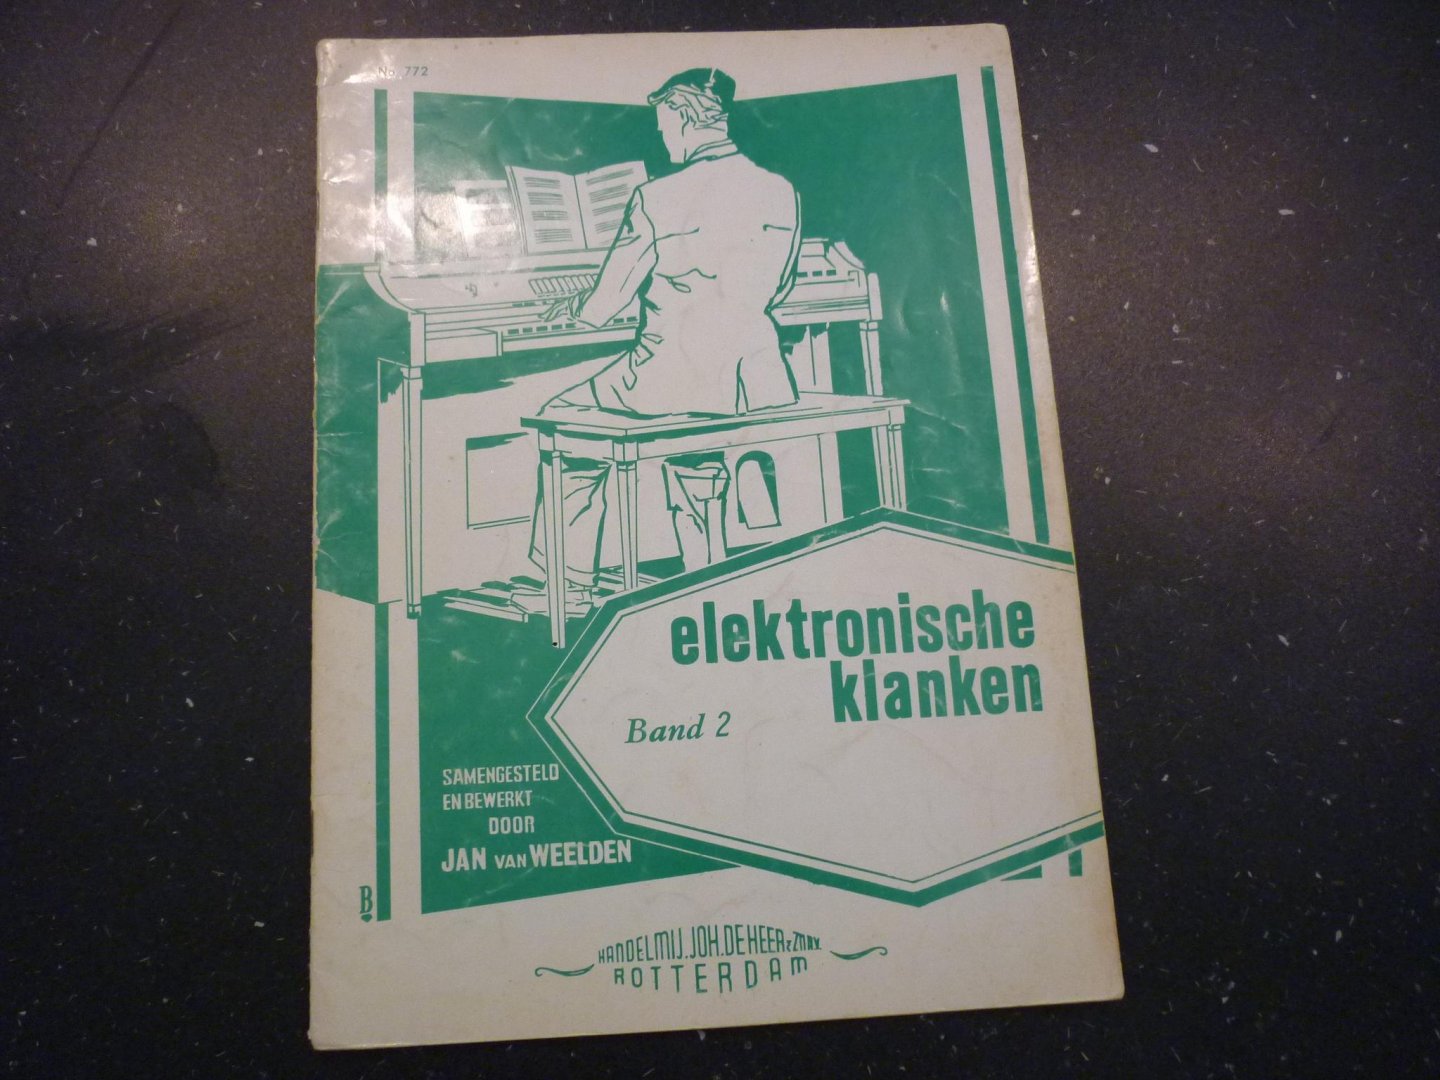 No. 772
elektronische
klanken
Band 2
SAMENGESTELD
EN BEWERKT
DOOR
JAN VAN WEELDEN
B
HANDELMIJ. JOH. DE HEER & ZN N.V.
ROTTERDAM